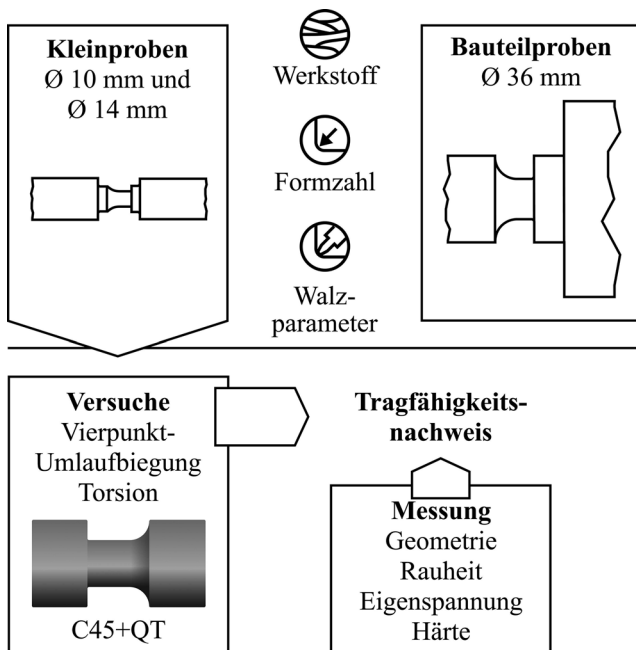 Kleinproben
Ø 10 mm und
Ø 14 mm
Werkstoff
Formzahl
Walz-
parameter
Bauteilproben
Ø 36 mm
Versuche
Vierpunkt-
Umlaufbiegung
Torsion
C45+QT
Tragfähigkeits-
nachweis
Messung
Geometrie
Rauheit
Eigenspannung
Härte